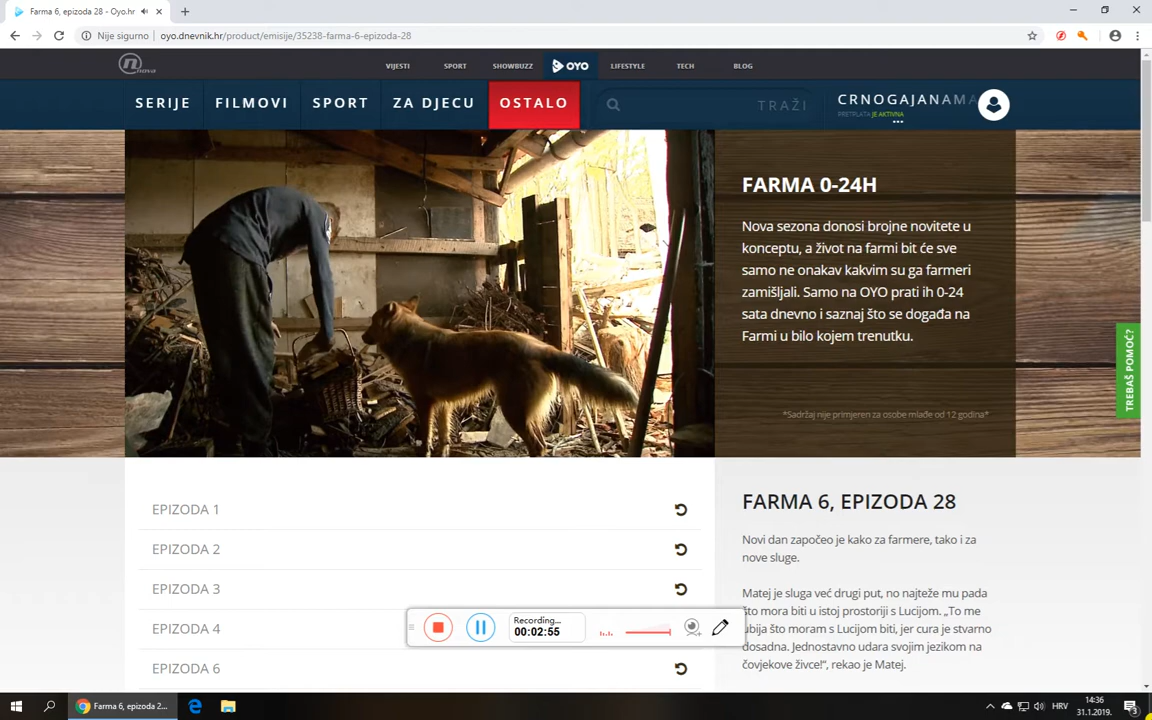 Farma 6, epizoda 28 - Oyo.hr
Nije sigurno | oyo.dnevnik.hr/product/emisije/35238-farma-6-epizoda-28
VIJESTI SPORT SHOWBUZZ OYO LIFESTYLE TECH BLOG
SERIJE FILMOVI SPORT ZA DJECU OSTALO TRAŽI CRNOGAJANAMA
PRETPLATA JE AKTIVNA
FARMA 0-24H
Nova sezona donosi brojne novitete u
konceptu, a život na farmi bit će sve
samo ne onakav kakvim su ga farmeri
zamišljali. Samo na OYO prati ih 0-24
sata dnevno i saznaj što se događa na
Farmi u bilo kojem trenutku.
*Sadržaj nije primjeren za osobe mlađe od 12 godina*
TREBAŠ POMOĆ?
EPIZODA 1
EPIZODA 2
EPIZODA 3
EPIZODA 4
EPIZODA 6
FARMA 6, EPIZODA 28
Novi dan započeo je kako za farmere, tako i za
nove sluge.
Matej je sluga već drugi put, no najteže mu pada
što mora biti u istoj prostoriji s Lucijom. „To me
ubija što moram s Lucijom biti, jer cura je stvarno
dosadna. Jednostavno udara svojim jezikom na
čovjekove živce!“, rekao je Matej.
Recording...
00:02:55
Farma 6, epizoda 2...
HRV
14:36
31.1.2019.
3